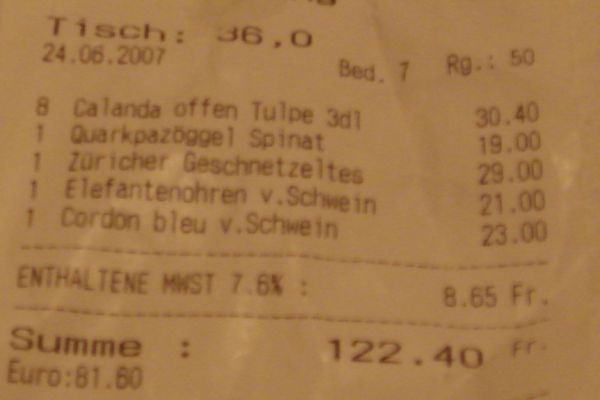 Tisch: 36,0
24.06.2007 Bed. 7 Rg.: 50
8 Calanda offen Tulpe 3dl 30.40
1 Quarkpazöggel Spinat 19.00
1 Züricher Geschnetzeltes 29.00
1 Elefantenohren v.Schwein 21.00
1 Cordon bleu v.Schwein 23.00
ENTHALTENE MWST 7.6% : 8.65 Fr.
Summe : 122.40 Fr.
Euro:81.60